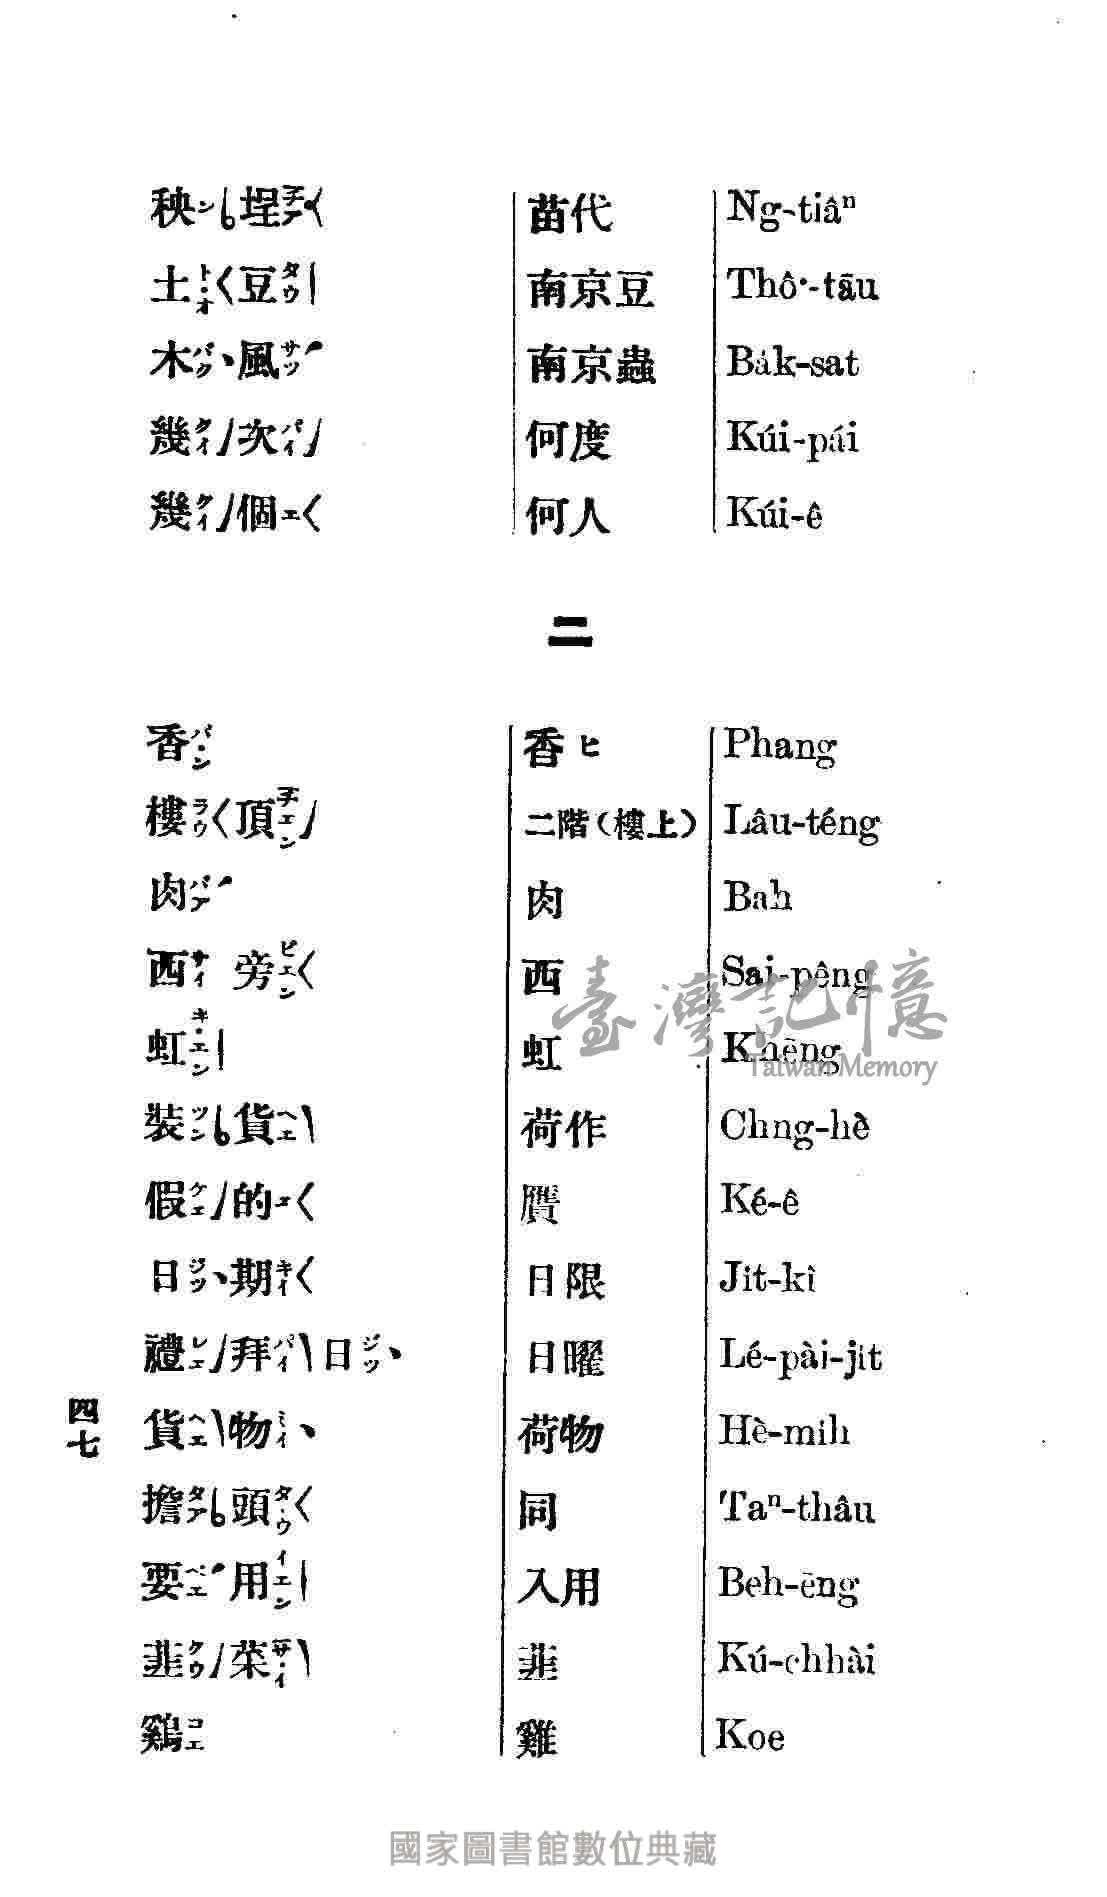 秧ン埕チア 苗代 Ng-tiâⁿ
土ト・オ豆タウ 南京豆 Thô·-tāu
木バク風サツ 南京蟲 Ba̍k-sat
幾クイ次パイ 何度 Kúi-pái
幾クイ個エ 何人 Kúi-ê
二
香パ・ン 香ヒ Phang
樓ラウ頂テエン 二階(樓上) Lâu-téng
肉バア 肉 Bah
西サイ 旁ピエン 西 Sai-pêng
虹キ・エン 虹 Khēng
裝ツン貨ヘエ 荷作 Chng-hè
假ケエ的エ 贋 Ké-ê
日ジツ期キイ 日限 Ji̍t-kî
禮レエ拜パイ日ジツ 日曜 Lé-pài-ji̍t
貨ヘエ物ミイ 荷物 Hè-mi̍h
擔タア頭タ・ウ 同 Taⁿ-thâu
要ベエ用イエン 入用 Beh-ēng
韭クウ菜サ・イ 韭 Kú-chhài
鷄コエ 雞 Koe
四七
臺灣記憶
Taiwan Memory
國家圖書館數位典藏